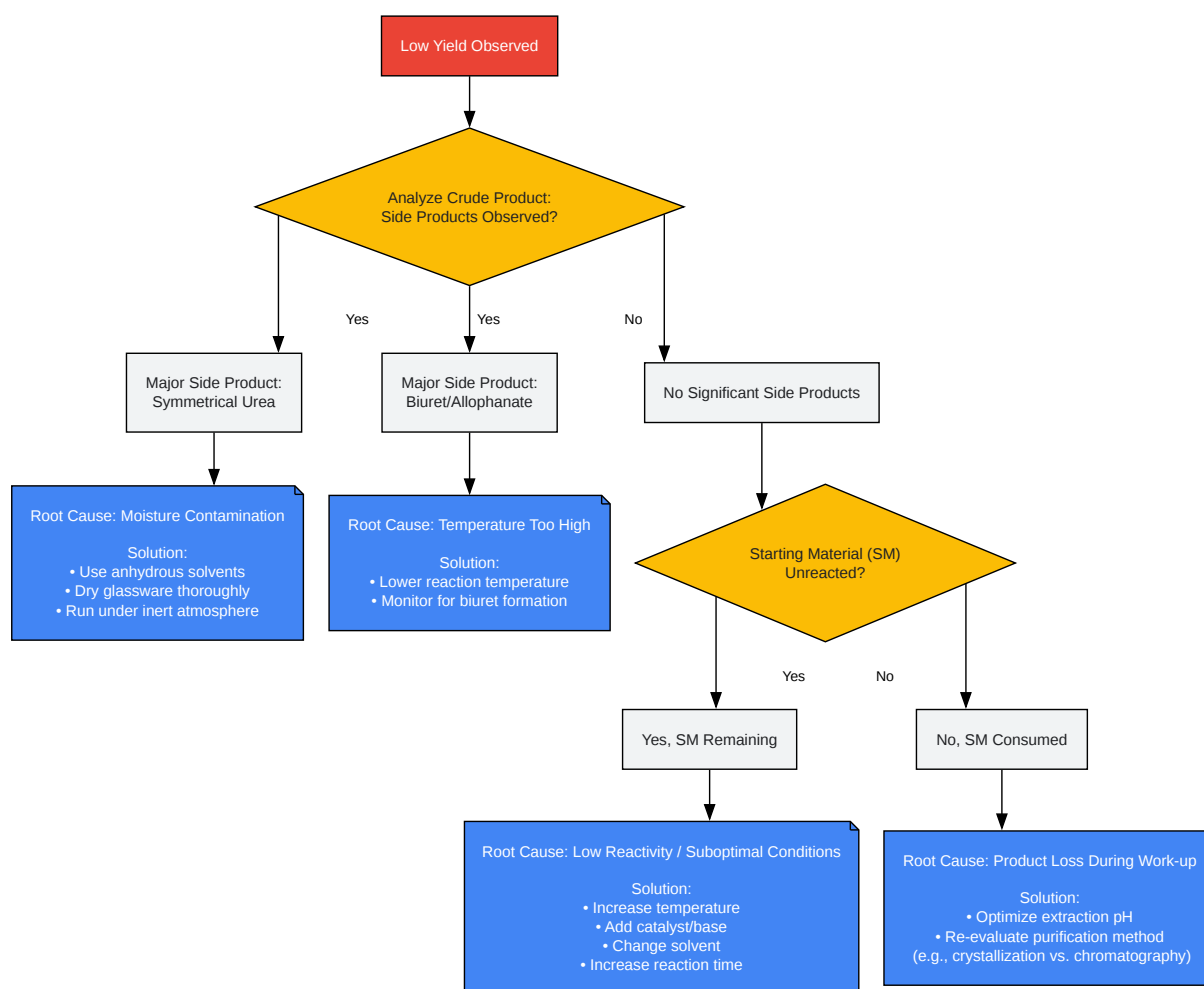 Low Yield Observed
Analyze Crude Product:
Side Products Observed?
Yes
Yes
No
Major Side Product:
Symmetrical Urea
Major Side Product:
Biuret/Allophanate
No Significant Side Products
Root Cause: Moisture Contamination
Solution:
• Use anhydrous solvents
• Dry glassware thoroughly
• Run under inert atmosphere
Root Cause: Temperature Too High
Solution:
• Lower reaction temperature
• Monitor for biuret formation
Starting Material (SM)
Unreacted?
Yes
No
Yes, SM Remaining
No, SM Consumed
Root Cause: Low Reactivity / Suboptimal Conditions
Solution:
• Increase temperature
• Add catalyst/base
• Change solvent
• Increase reaction time
Root Cause: Product Loss During Work-up
Solution:
• Optimize extraction pH
• Re-evaluate purification method
(e.g., crystallization vs. chromatography)